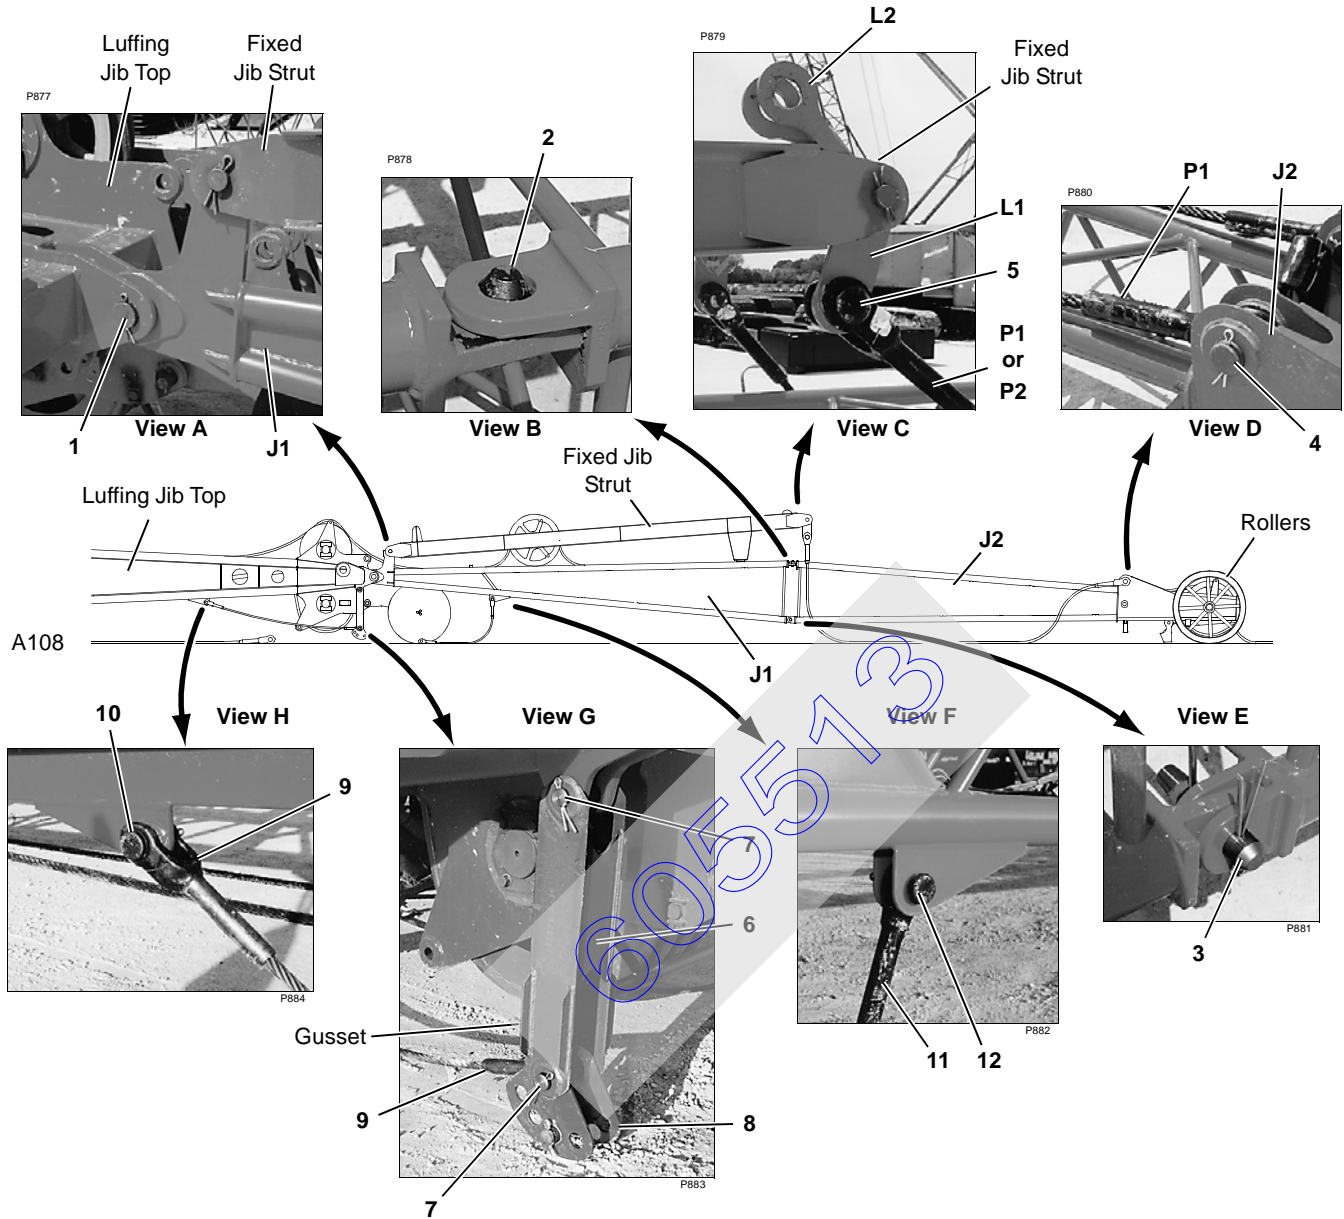 P877
Luffing
Jib Top
Fixed
Jib Strut
P878
2
P879
L2
Fixed
Jib Strut
L1
5
P1
or
P2
P880
P1
J2
1
View A
J1
View B
View C
View D
4
Luffing Jib Top
Fixed Jib
Strut
J2
Rollers
A108
J1
10
View H
View G
View F
View E
9
7
6
3
P881
P884
Gusset
9
8
7
P883
11
12
P882
6055513